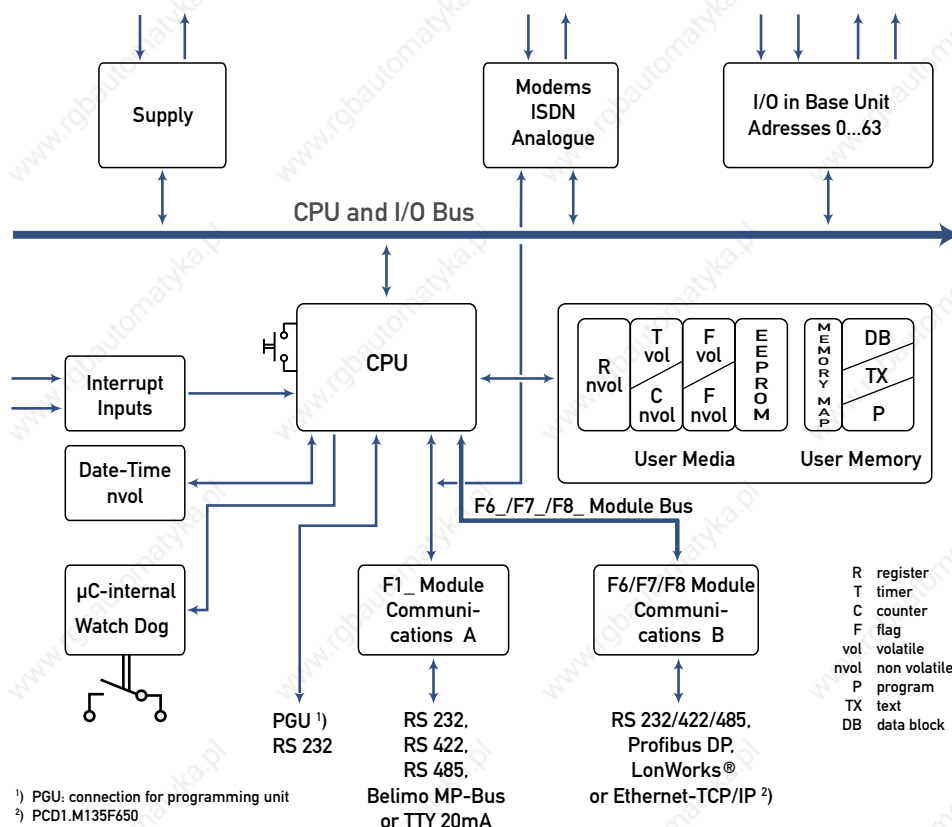 Supply
Modems
ISDN
Analogue
I/O in Base Unit
Adresses 0...63
CPU and I/O Bus
CPU
Interrupt
Inputs
Date-Time
nvol
µC-internal
Watch Dog
R
nvol
T
vol
C
nvol
F
vol
F
nvol
EEPROM
MEMORY MAP
DB
TX
P
User Media
User Memory
F6_/F7_/F8_ Module Bus
F1_ Module
Communi-
cations A
F6/F7/F8 Module
Communi-
cations B
R register
T timer
C counter
F flag
vol volatile
nvol non volatile
P program
TX text
DB data block
PGU ¹)
RS 232
RS 232,
RS 422,
RS 485,
Belimo MP-Bus
or TTY 20mA
RS 232/422/485,
Profibus DP,
LonWorks®
or Ethernet-TCP/IP ²)
¹) PGU: connection for programming unit
²) PCD1.M135F650
www.rgbautomatyka.pl